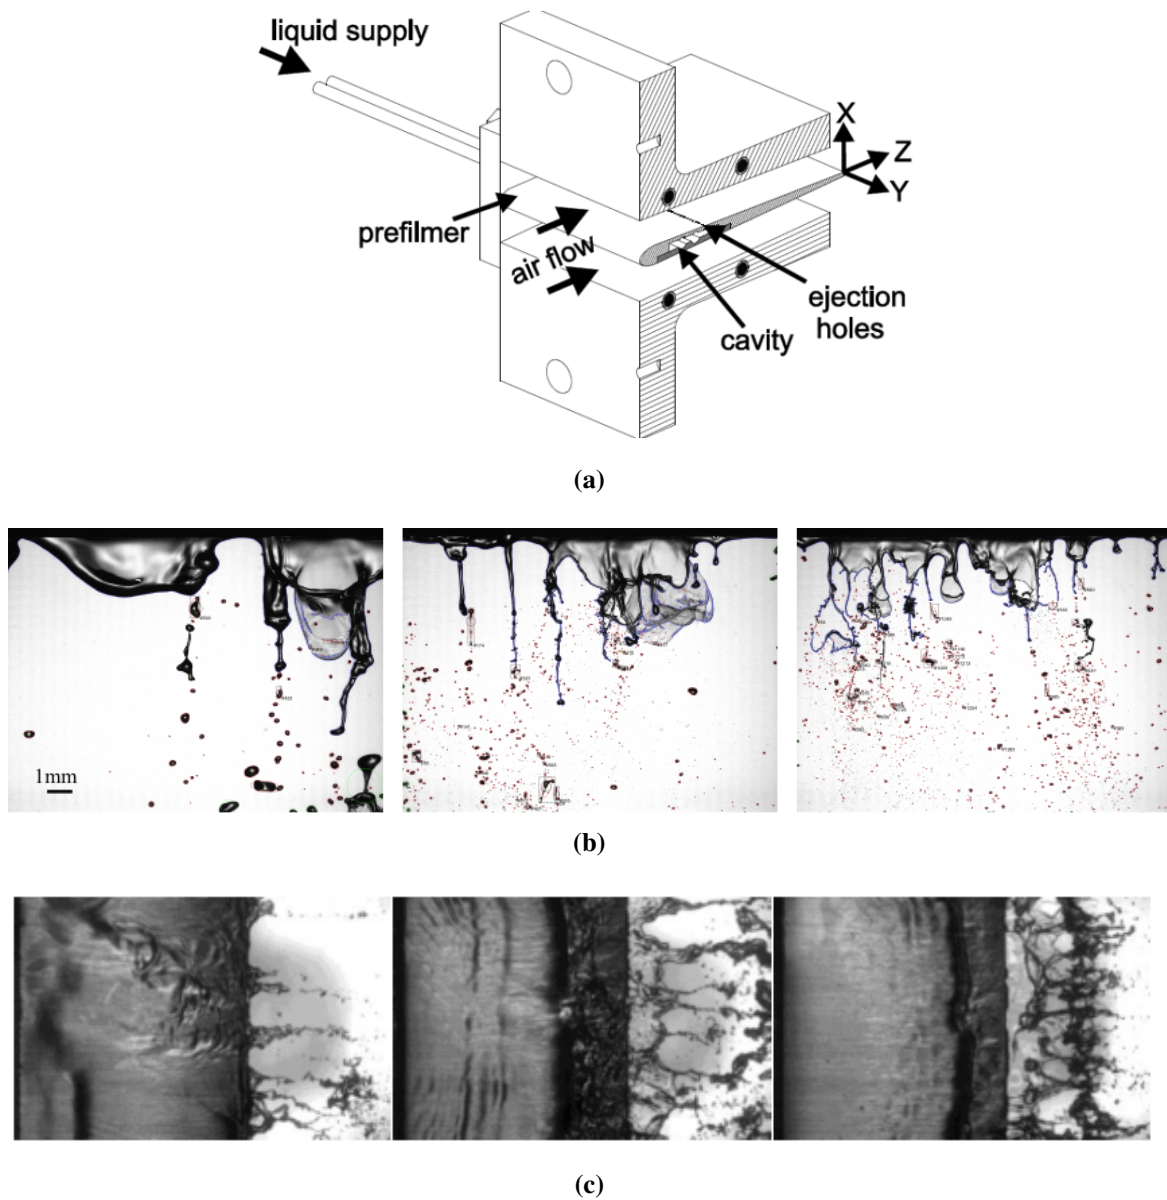 liquid supply
X
Z
Y
prefilmer
air flow
ejection
holes
cavity
(a)
1mm
(b)
(c)